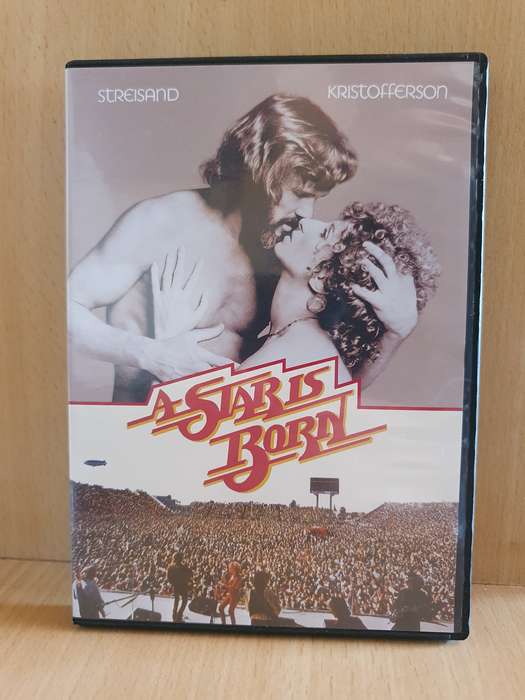 STREISAND KRISTOFFERSON
A STAR IS
BORN